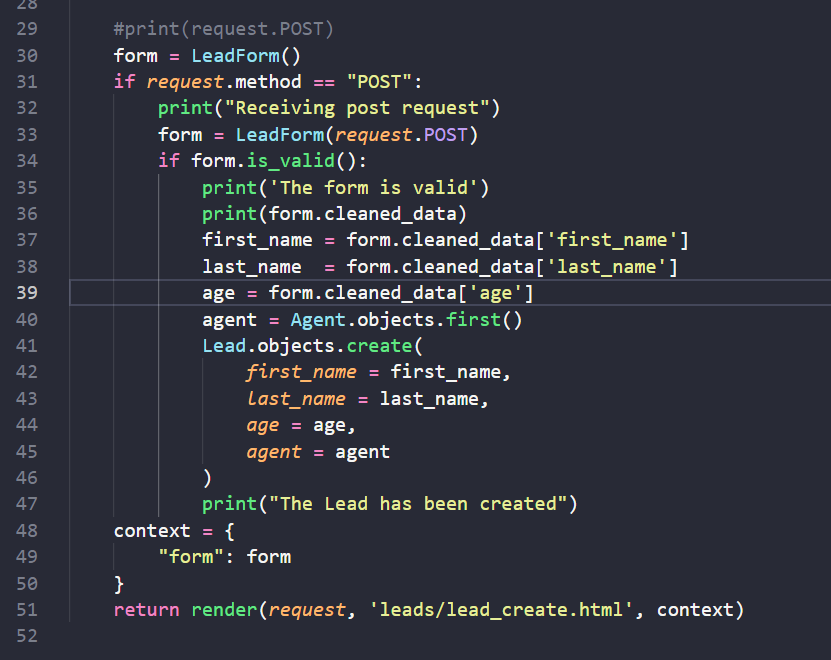 28
29 #print(request.POST)
30 form = LeadForm()
31 if request.method == "POST":
32 print("Receiving post request")
33 form = LeadForm(request.POST)
34 if form.is_valid():
35 print('The form is valid')
36 print(form.cleaned_data)
37 first_name = form.cleaned_data['first_name']
38 last_name  = form.cleaned_data['last_name']
39 age = form.cleaned_data['age']
40 agent = Agent.objects.first()
41 Lead.objects.create(
42 first_name = first_name,
43 last_name = last_name,
44 age = age,
45 agent = agent
46 )
47 print("The Lead has been created")
48 context = {
49 "form": form
50 }
51 return render(request, 'leads/lead_create.html', context)
52